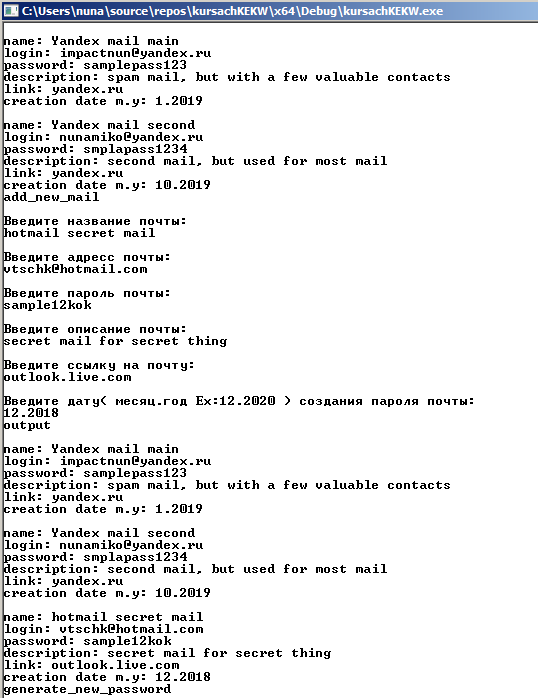 C:\Users\nuna\source\repos\kursachKEKW\x64\Debug\kursachKEKW.exe
name: Yandex mail main
login: impactnun@yandex.ru
password: samplepass123
description: spam mail, but with a few valuable contacts
link: yandex.ru
creation date m.y: 1.2019
name: Yandex mail second
login: nunamiko@yandex.ru
password: smplapass1234
description: second mail, but used for most mail
link: yandex.ru
creation date m.y: 10.2019
add_new_mail
Введите название почты:
hotmail secret mail
Введите адресс почты:
vtschk@hotmail.com
Введите пароль почты:
sample12kok
Введите описание почты:
secret mail for secret thing
Введите ссылку на почту:
outlook.live.com
Введите дату( месяц.год Ex:12.2020 ) создания пароля почты:
12.2018
output
name: Yandex mail main
login: impactnun@yandex.ru
password: samplepass123
description: spam mail, but with a few valuable contacts
link: yandex.ru
creation date m.y: 1.2019
name: Yandex mail second
login: nunamiko@yandex.ru
password: smplapass1234
description: second mail, but used for most mail
link: yandex.ru
creation date m.y: 10.2019
name: hotmail secret mail
login: vtschk@hotmail.com
password: sample12kok
description: secret mail for secret thing
link: outlook.live.com
creation date m.y: 12.2018
generate_new_password